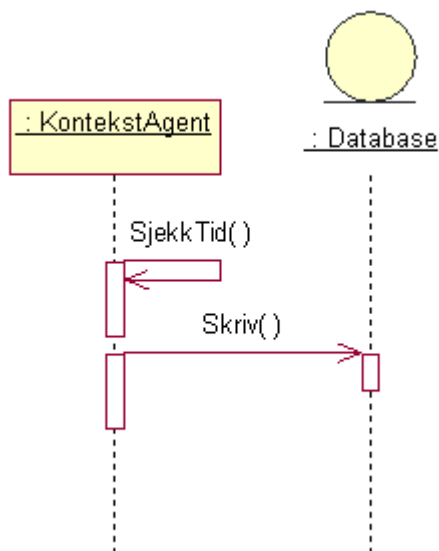 : KontekstAgent
: Database
SjekkTid( )
Skriv( )